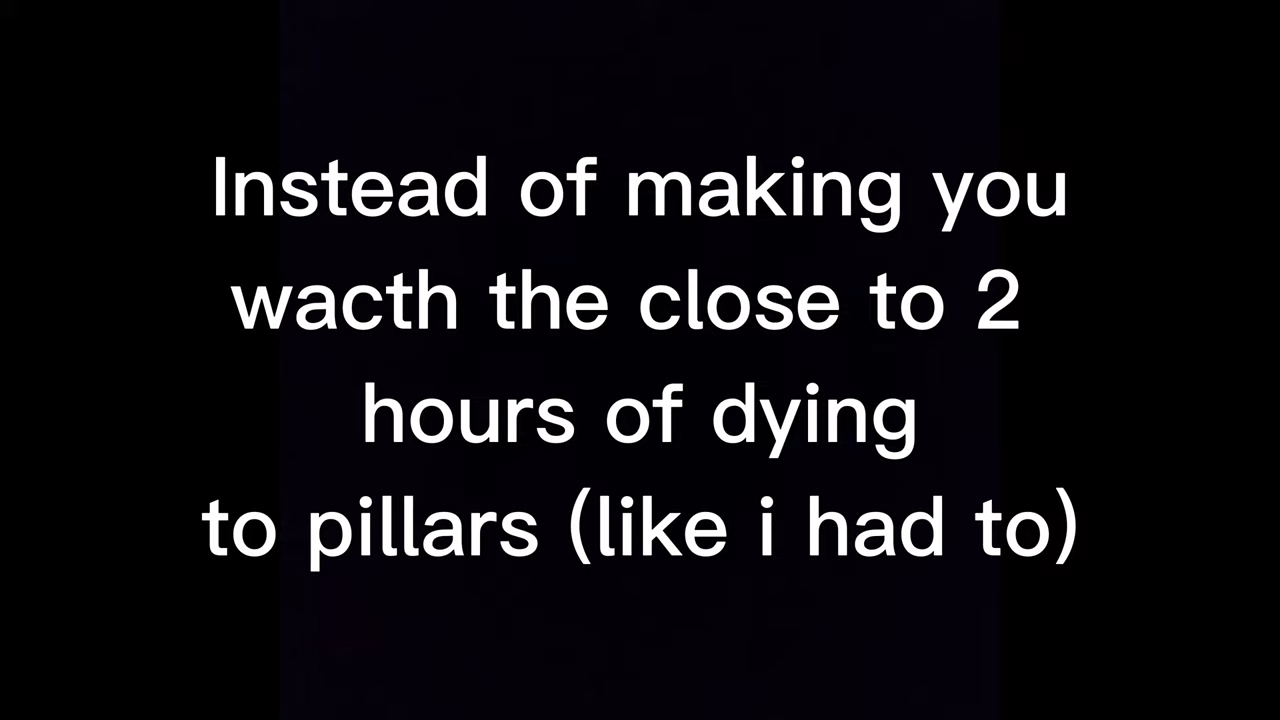 Instead of making you
wacth the close to 2
hours of dying
to pillars (like i had to)